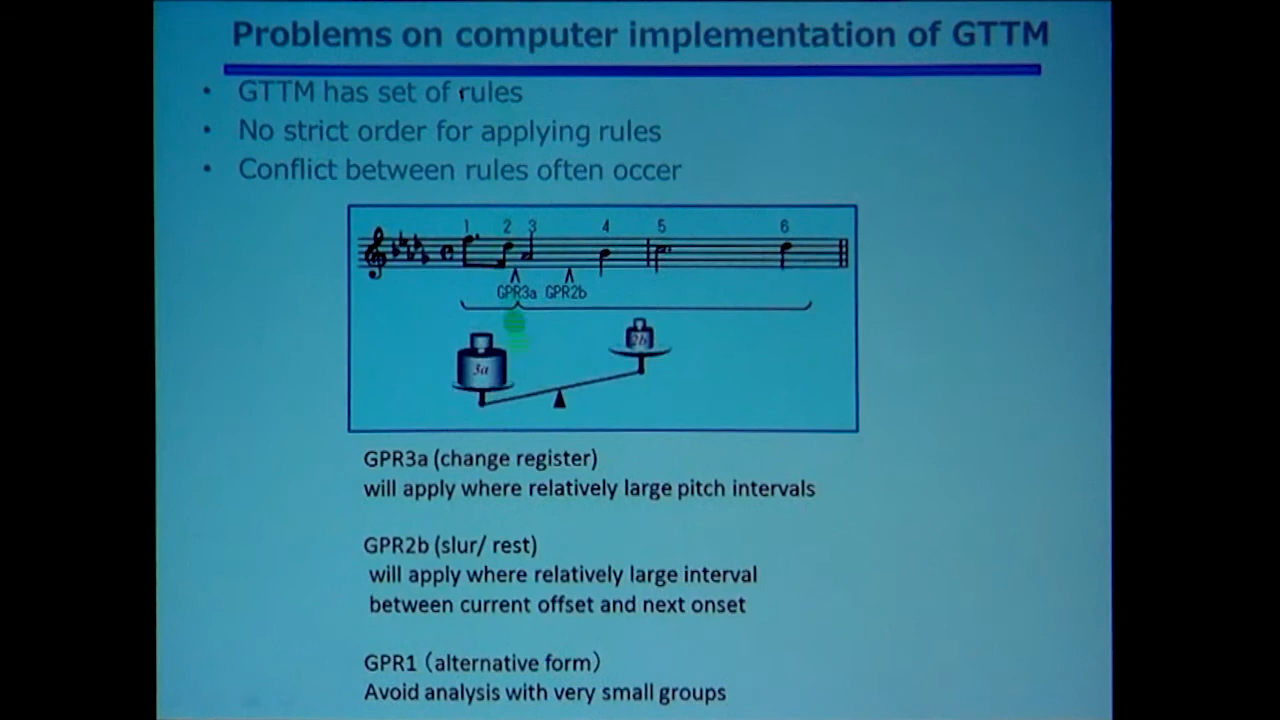 Problems on computer implementation of GTTM
• GTTM has set of rules
• No strict order for applying rules
• Conflict between rules often occer
1 2 3 4 5 6
GPR3a GPR2b
3a 2b
GPR3a (change register)
will apply where relatively large pitch intervals
GPR2b (slur/ rest)
will apply where relatively large interval
between current offset and next onset
GPR1 (alternative form)
Avoid analysis with very small groups